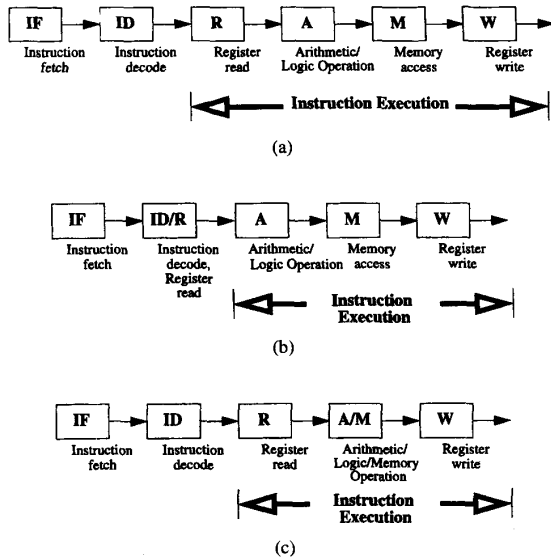 IF ID R A M W
Instruction fetch
Instruction decode
Register read
Arithmetic/ Logic Operation
Memory access
Register write
Instruction Execution
(a)
IF ID/R A M W
Instruction fetch
Instruction decode, Register read
Arithmetic/ Logic Operation
Memory access
Register write
Instruction Execution
(b)
IF ID R A/M W
Instruction fetch
Instruction decode
Register read
Arithmetic/ Logic/Memory Operation
Register write
Instruction Execution
(c)